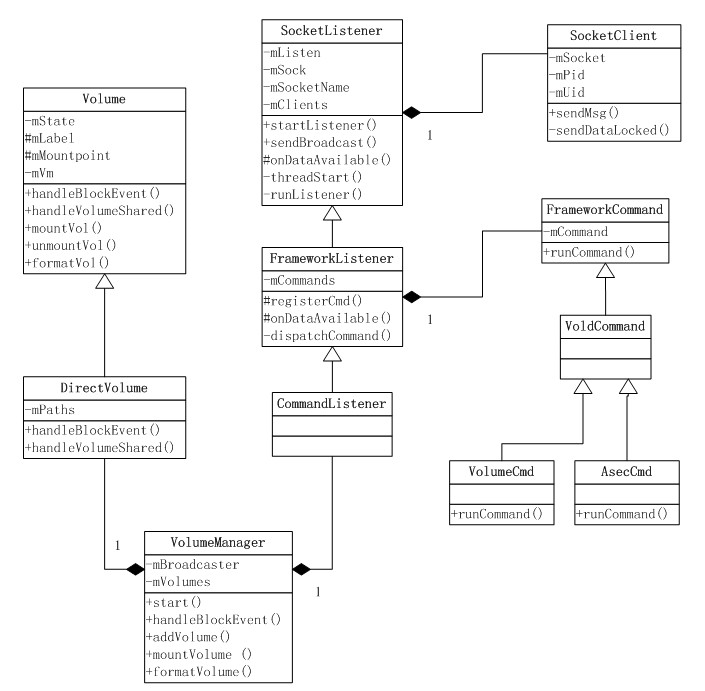 SocketListener
-mListen
-mSock
-mSocketName
-mClients
+startListener()
+sendBroadcast()
#onDataAvailable()
-threadStart()
-runListener()
1
SocketClient
-mSocket
-mPid
-mUid
+sendMsg()
-sendDataLocked()
Volume
-mState
#mLabel
#mMountpoint
-mVm
+handleBlockEvent()
+handleVolumeShared()
+mountVol()
+unmountVol()
+formatVol()
FrameworkListener
-mCommands
#registerCmd()
#onDataAvailable()
-dispatchCommand()
1
FrameworkCommand
-mCommand
+runCommand()
VoldCommand
DirectVolume
-mPaths
+handleBlockEvent()
+handleVolumeShared()
CommandListener
VolumeCmd
+runCommand()
AsecCmd
+runCommand()
1
VolumeManager
-mBroadcaster
-mVolumes
+start()
+handleBlockEvent()
+addVolume()
+mountVolume ()
+formatVolume()
1